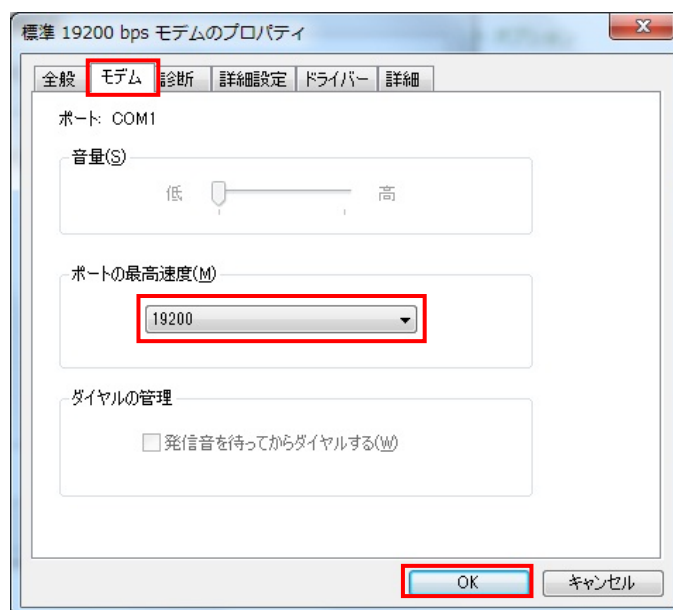 標準 19200 bps モデムのプロパティ
全般 モデム 診断 詳細設定 ドライバー 詳細
ポート: COM1
音量(S)
低 高
ポートの最高速度(M)
19200
ダイヤルの管理
発信音を待ってからダイヤルする(W)
OK キャンセル